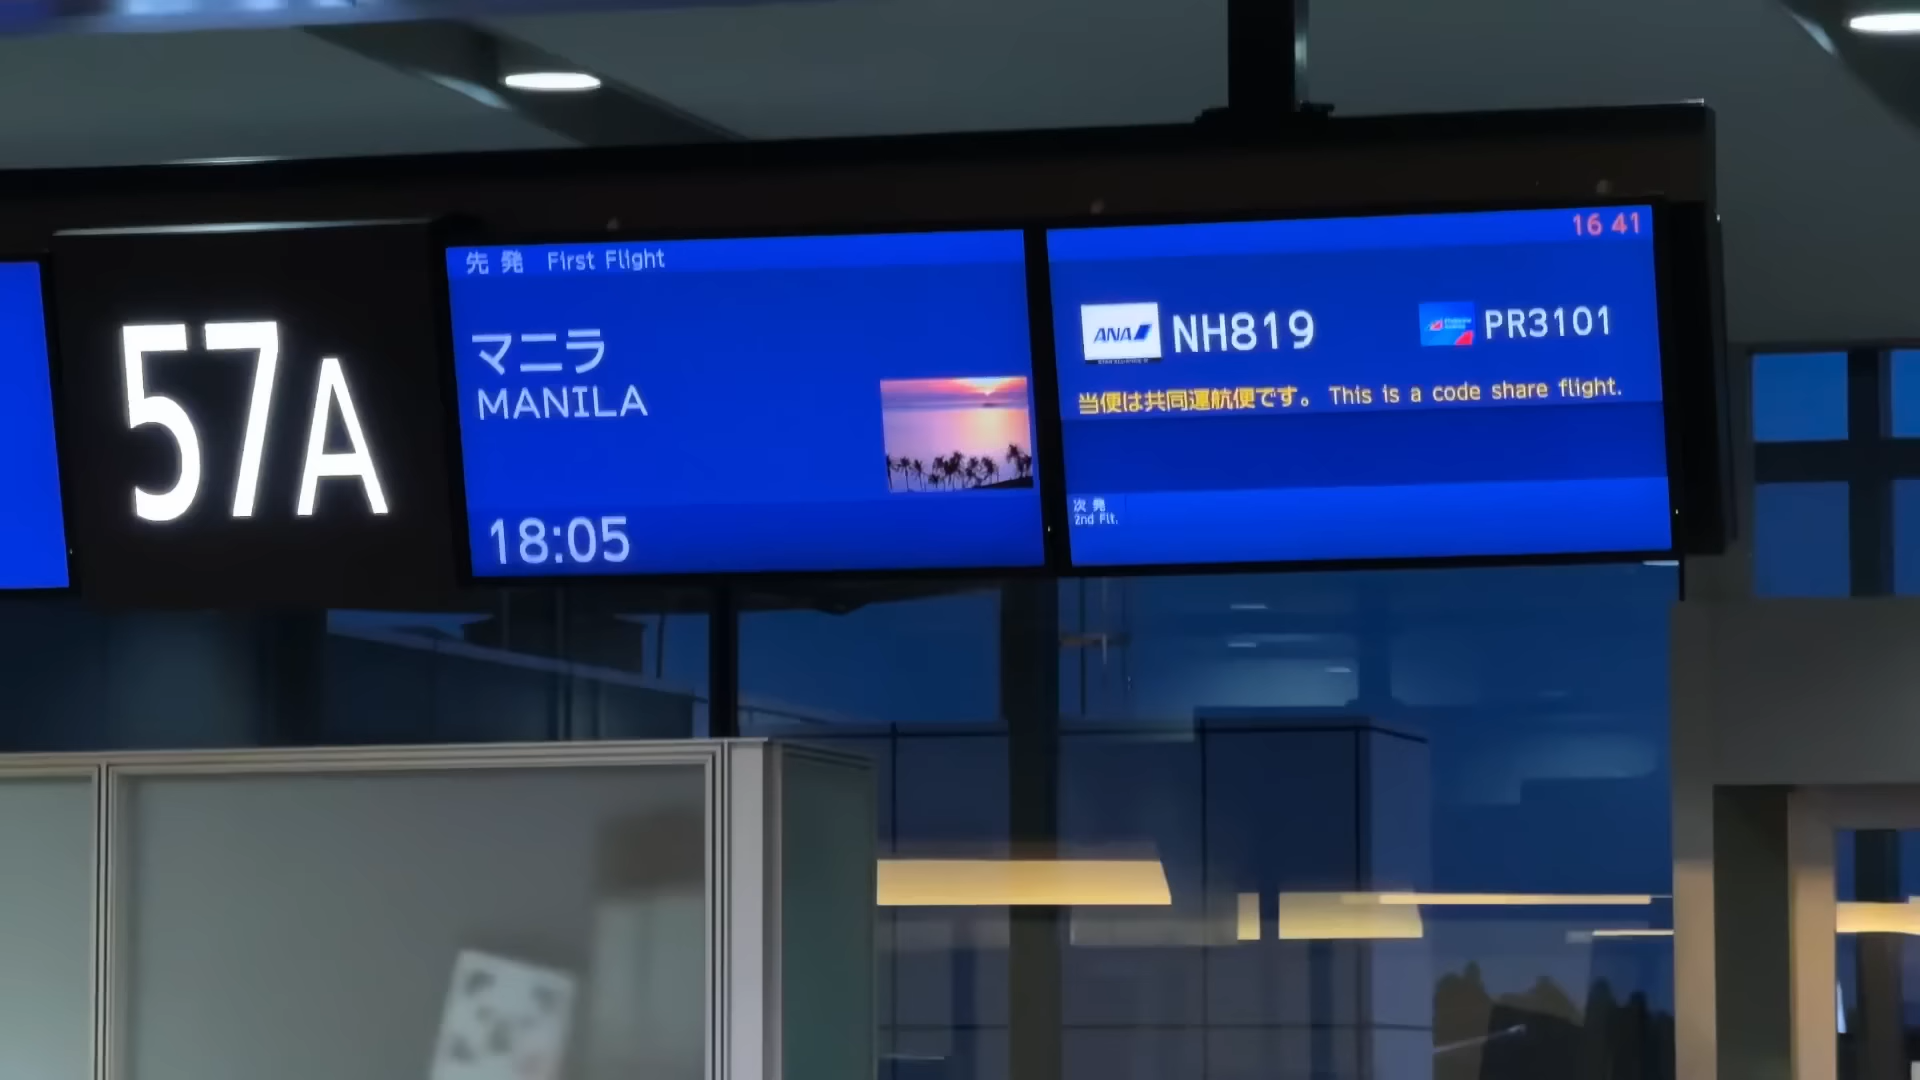 57A
先発 First Flight
マニラ
MANILA
18:05
16 41
ANA NH819 PR3101
当便は共同運航便です。 This is a code share flight.
次発
2nd Flt.